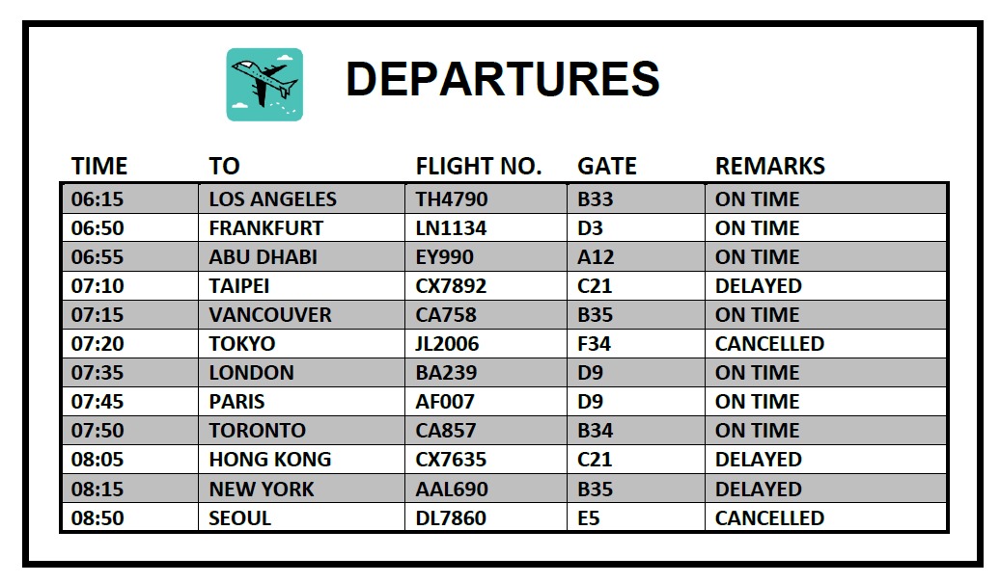 DEPARTURES
TIME TO FLIGHT NO. GATE REMARKS
06:15 LOS ANGELES TH4790 B33 ON TIME
06:50 FRANKFURT LN1134 D3 ON TIME
06:55 ABU DHABI EY990 A12 ON TIME
07:10 TAIPEI CX7892 C21 DELAYED
07:15 VANCOUVER CA758 B35 ON TIME
07:20 TOKYO JL2006 F34 CANCELLED
07:35 LONDON BA239 D9 ON TIME
07:45 PARIS AF007 D9 ON TIME
07:50 TORONTO CA857 B34 ON TIME
08:05 HONG KONG CX7635 C21 DELAYED
08:15 NEW YORK AAL690 B35 DELAYED
08:50 SEOUL DL7860 E5 CANCELLED